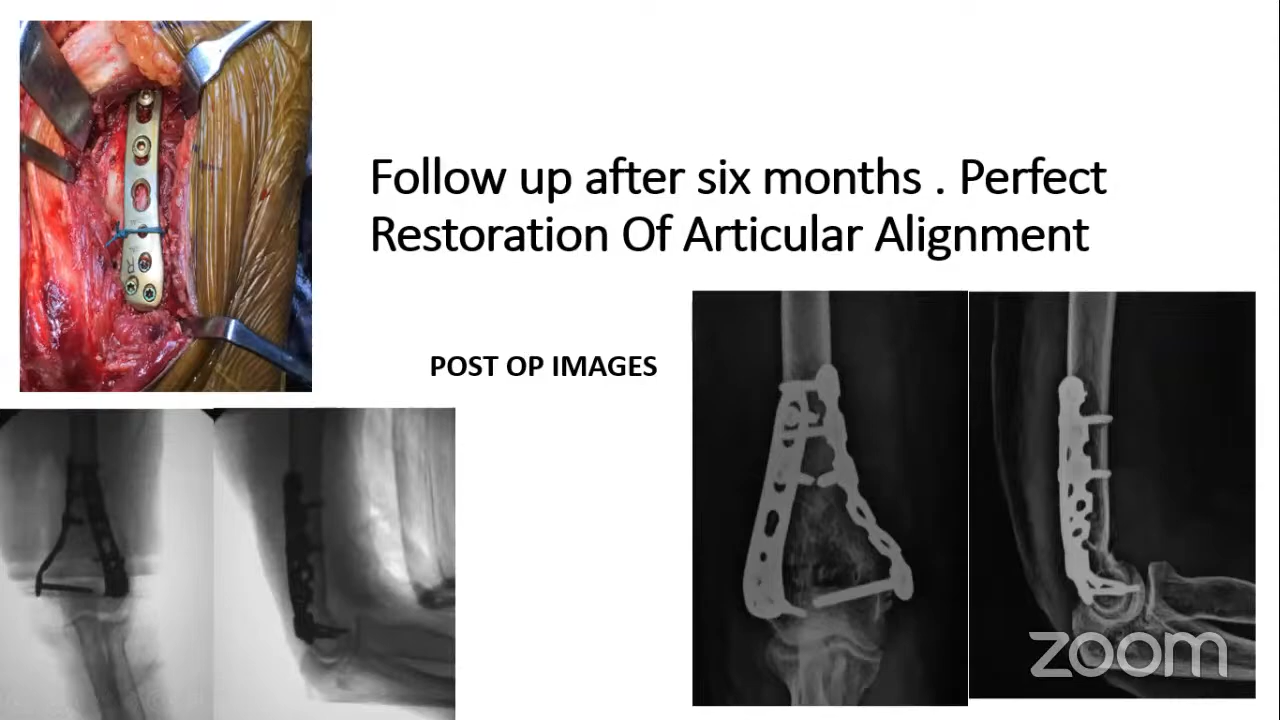 Follow up after six months . Perfect
Restoration Of Articular Alignment
POST OP IMAGES
zoom